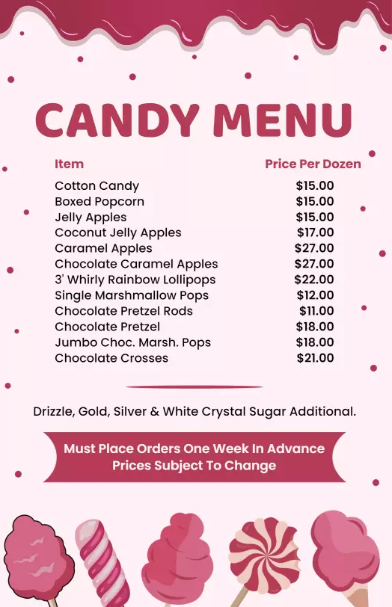 CANDY MENU
Item Price Per Dozen
Cotton Candy $15.00
Boxed Popcorn $15.00
Jelly Apples $15.00
Coconut Jelly Apples $17.00
Caramel Apples $27.00
Chocolate Caramel Apples $27.00
3' Whirly Rainbow Lollipops $22.00
Single Marshmallow Pops $12.00
Chocolate Pretzel Rods $11.00
Chocolate Pretzel $18.00
Jumbo Choc. Marsh. Pops $18.00
Chocolate Crosses $21.00
Drizzle, Gold, Silver & White Crystal Sugar Additional.
Must Place Orders One Week In Advance
Prices Subject To Change